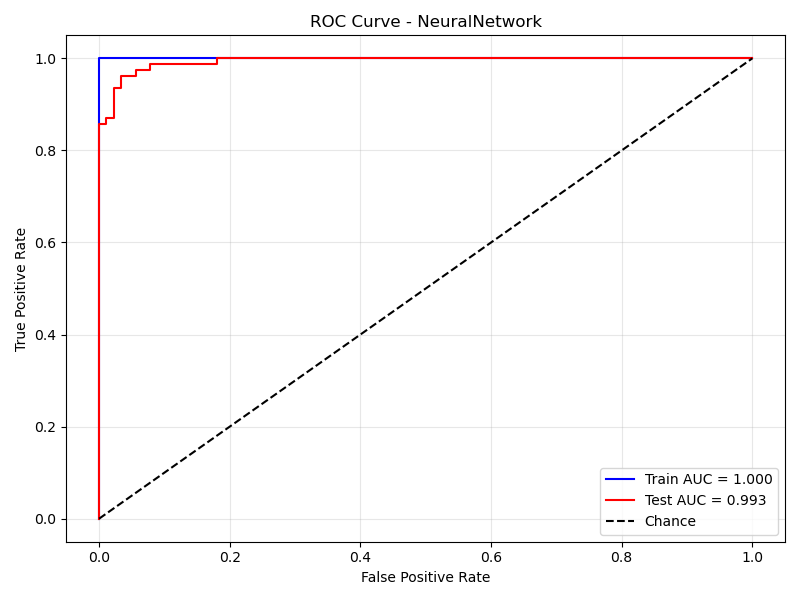 ROC Curve - NeuralNetwork
True Positive Rate
1.0
0.8
0.6
0.4
0.2
0.0
Train AUC = 1.000
Test AUC = 0.993
Chance
0.0 0.2 0.4 0.6 0.8 1.0
False Positive Rate